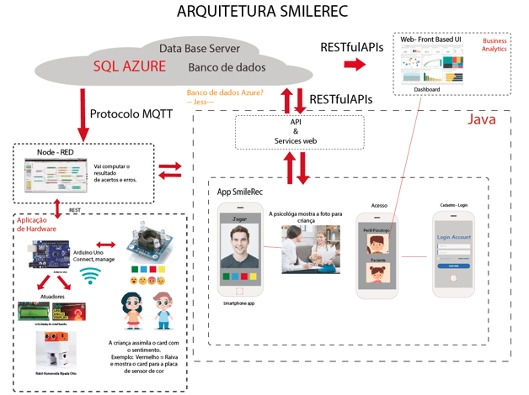 ARQUITETURA SMILEREC
Data Base Server
SQL AZURE
Banco de dados
RESTfulAPIs
Web- Front Based UI
Business
Analytics
Dashboard
Banco de dados Azure?
— Jess—
RESTfulAPIs
Protocolo MQTT
Java
API
&
Services web
Node - RED
Vai computar o
resultado
de acertos e erros.
REST
App SmileRec
Jogar
Smartphone app
A psicóloga mostra a foto para
criança
Acesso
Perfil Psicólogo
Paciente
Cadastro - Login
Login Account
Aplicação
de Hardware
Arduino Uno
Connect, manage
Atuadores
A criança assimila o card com
o sentimento.
Exemplo: Vermelho = Raiva
e mostra o card para a placa
de sensor de cor